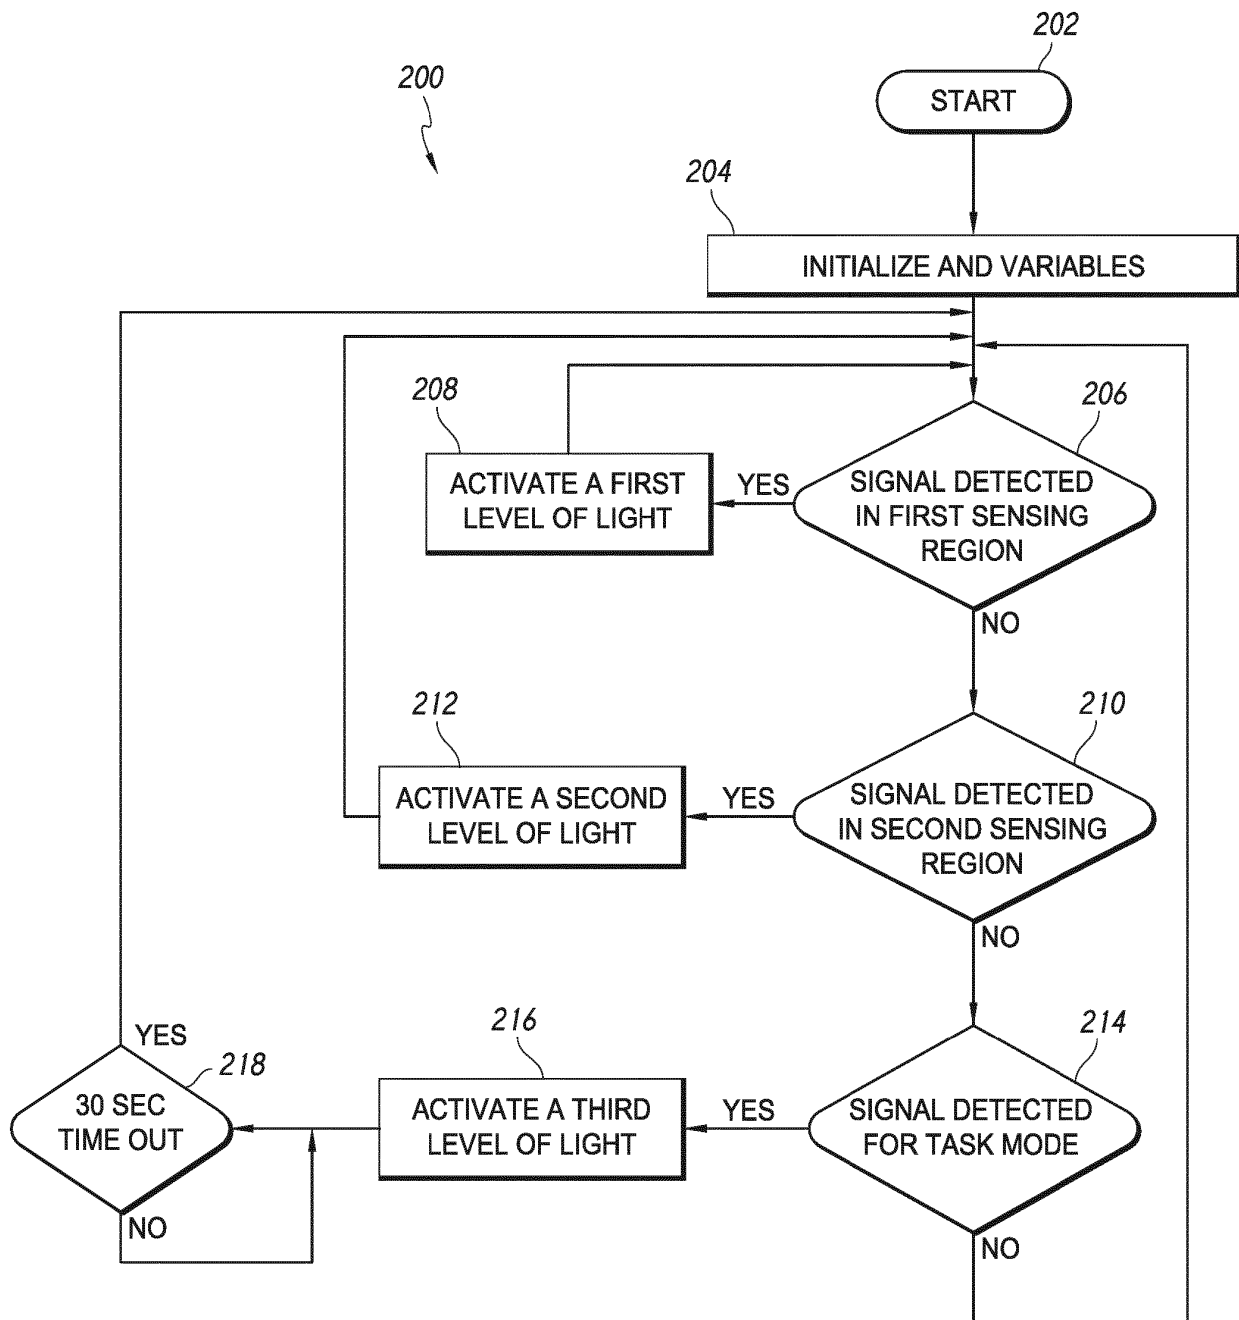 202
200
START
204
INITIALIZE AND VARIABLES
208
206
ACTIVATE A FIRST
LEVEL OF LIGHT
YES
SIGNAL DETECTED
IN FIRST SENSING
REGION
NO
212
210
ACTIVATE A SECOND
LEVEL OF LIGHT
YES
SIGNAL DETECTED
IN SECOND SENSING
REGION
NO
216
214
YES
218
30 SEC
TIME OUT
ACTIVATE A THIRD
LEVEL OF LIGHT
YES
SIGNAL DETECTED
FOR TASK MODE
NO
NO